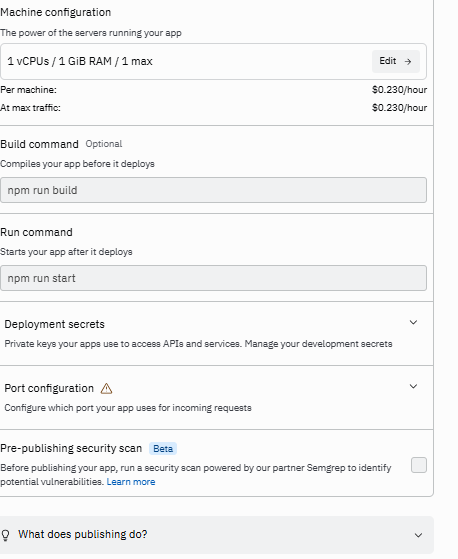 Machine configuration
The power of the servers running your app
1 vCPUs / 1 GiB RAM / 1 max
Edit →
Per machine: $0.230/hour
At max traffic: $0.230/hour
Build command Optional
Compiles your app before it deploys
npm run build
Run command
Starts your app after it deploys
npm run start
Deployment secrets
Private keys your apps use to access APIs and services. Manage your development secrets
Port configuration
Configure which port your app uses for incoming requests
Pre-publishing security scan Beta
Before publishing your app, run a security scan powered by our partner Semgrep to identify
potential vulnerabilities. Learn more
What does publishing do?